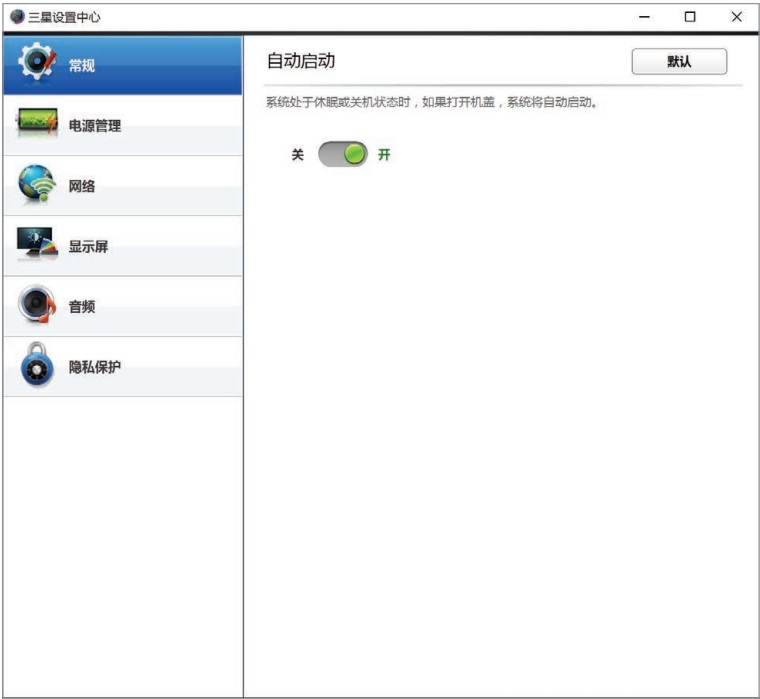 三星设置中心
常规
电源管理
网络
显示屏
音频
隐私保护
自动启动
默认
系统处于休眠或关机状态时，如果打开机盖，系统将自动启动。
关 开